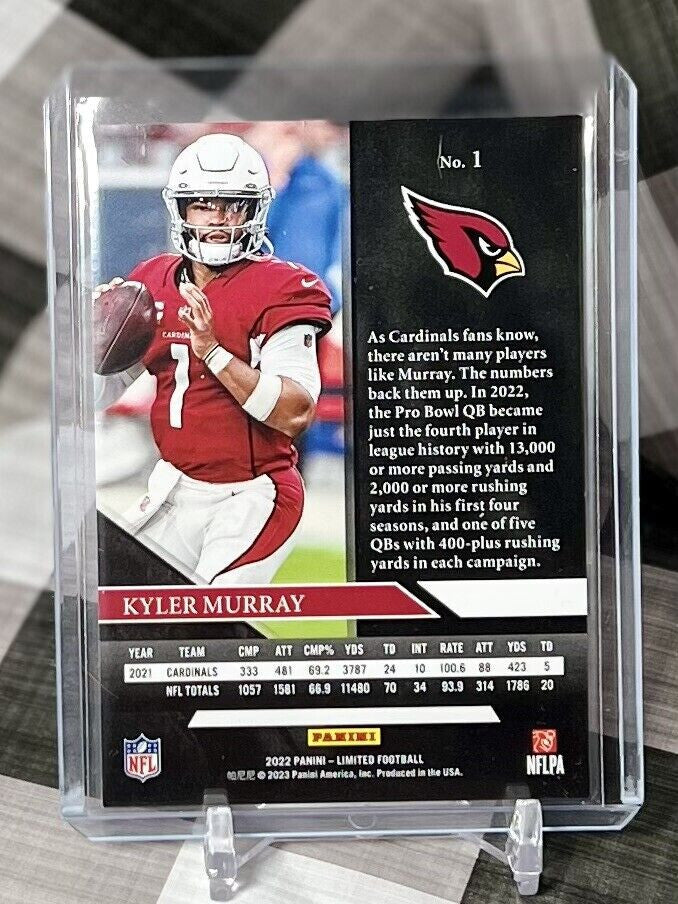 No. 1
CARDINALS
1
As Cardinals fans know,
there aren't many players
like Murray. The numbers
back them up. In 2022,
the Pro Bowl QB became
just the fourth player in
league history with 13,000
or more passing yards and
2,000 or more rushing
yards in his first four
seasons, and one of five
QBs with 400-plus rushing
yards in each campaign.
KYLER MURRAY
YEAR TEAM CMP ATT CMP% YDS TD INT RATE ATT YDS TD
2021 CARDINALS 333 481 69.2 3787 24 10 100.6 88 423 5
NFL TOTALS 1057 1581 66.9 11480 70 34 93.9 314 1786 20
PANINI
NFL
2022 PANINI – LIMITED FOOTBALL
帕尼尼 © 2023 Panini America, Inc. Produced in the USA.
NFLPA